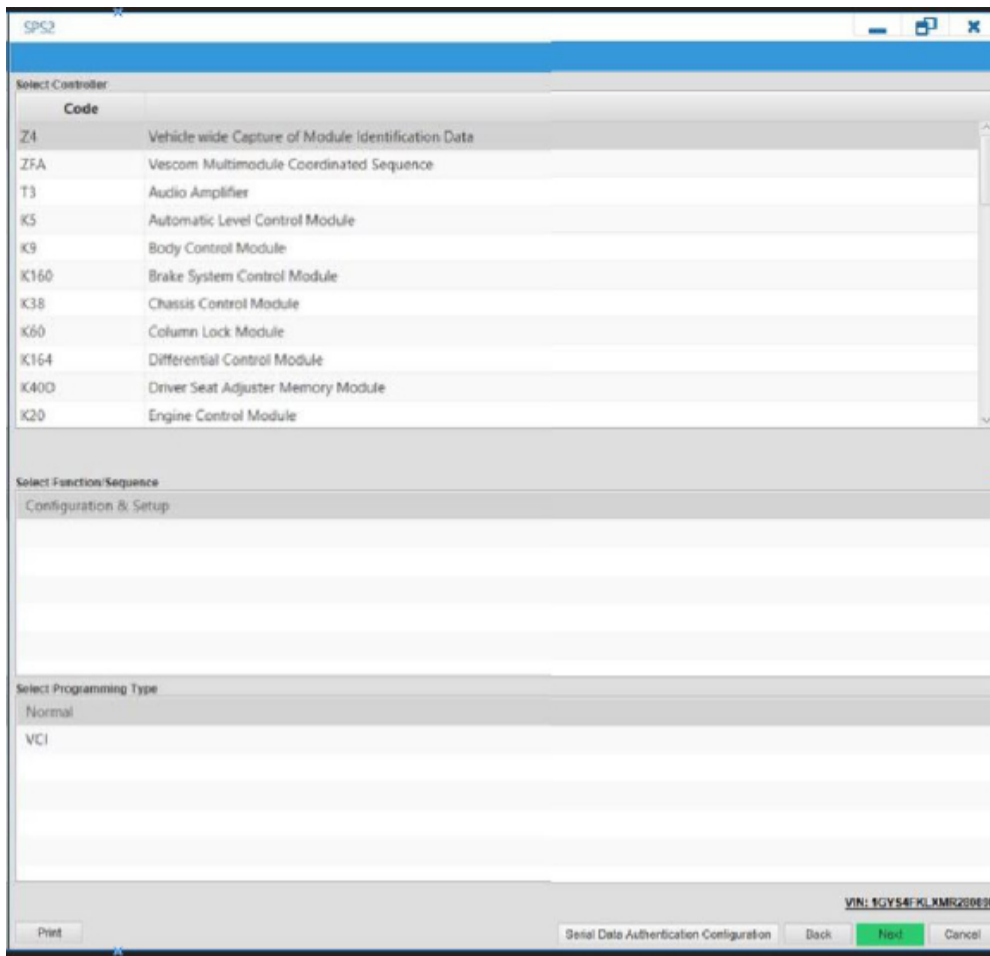 SPS2
Select Controller
Code
Z4 Vehicle wide Capture of Module Identification Data
ZFA Vescom Multimodule Coordinated Sequence
T3 Audio Amplifier
K5 Automatic Level Control Module
K9 Body Control Module
K160 Brake System Control Module
K38 Chassis Control Module
K60 Column Lock Module
K164 Differential Control Module
K40D Driver Seat Adjuster Memory Module
K20 Engine Control Module
Select Function/Sequence
Configuration & Setup
Select Programming Type
Normal
VCI
VIN:
Print Serial Data Authentication Configuration Back Next Cancel